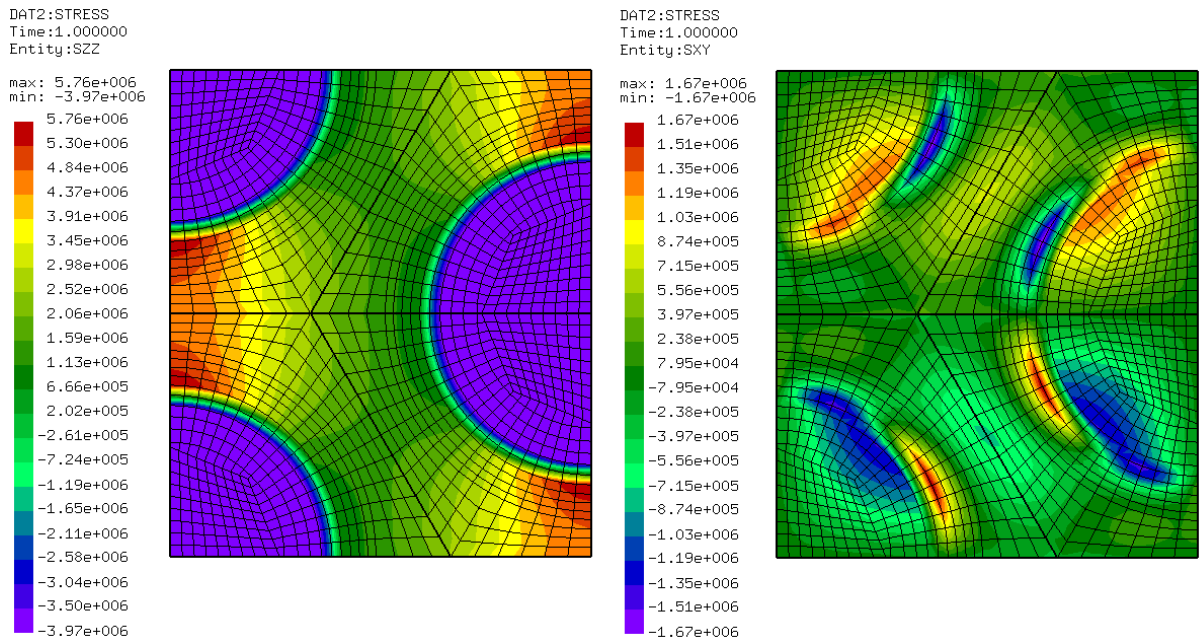 DAT2:STRESS
Time:1.000000
Entity:SZZ
max: 5.76e+006
min: -3.97e+006
5.76e+006
5.30e+006
4.84e+006
4.37e+006
3.91e+006
3.45e+006
2.98e+006
2.52e+006
2.06e+006
1.59e+006
1.13e+006
6.66e+005
2.02e+005
-2.61e+005
-7.24e+005
-1.19e+006
-1.65e+006
-2.11e+006
-2.58e+006
-3.04e+006
-3.50e+006
-3.97e+006
DAT2:STRESS
Time:1.000000
Entity:SXY
max: 1.67e+006
min: -1.67e+006
1.67e+006
1.51e+006
1.35e+006
1.19e+006
1.03e+006
8.74e+005
7.15e+005
5.56e+005
3.97e+005
2.38e+005
7.95e+004
-7.95e+004
-2.38e+005
-3.97e+005
-5.56e+005
-7.15e+005
-8.74e+005
-1.03e+006
-1.19e+006
-1.35e+006
-1.51e+006
-1.67e+006